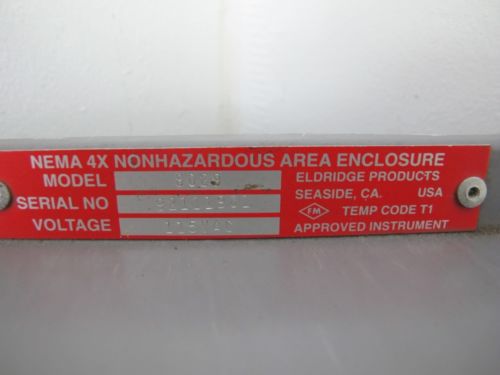 NEMA 4X NONHAZARDOUS AREA ENCLOSURE
MODEL ELDRIDGE PRODUCTS
SERIAL NO SEASIDE, CA. USA
FM TEMP CODE T1
VOLTAGE 115VAC APPROVED INSTRUMENT